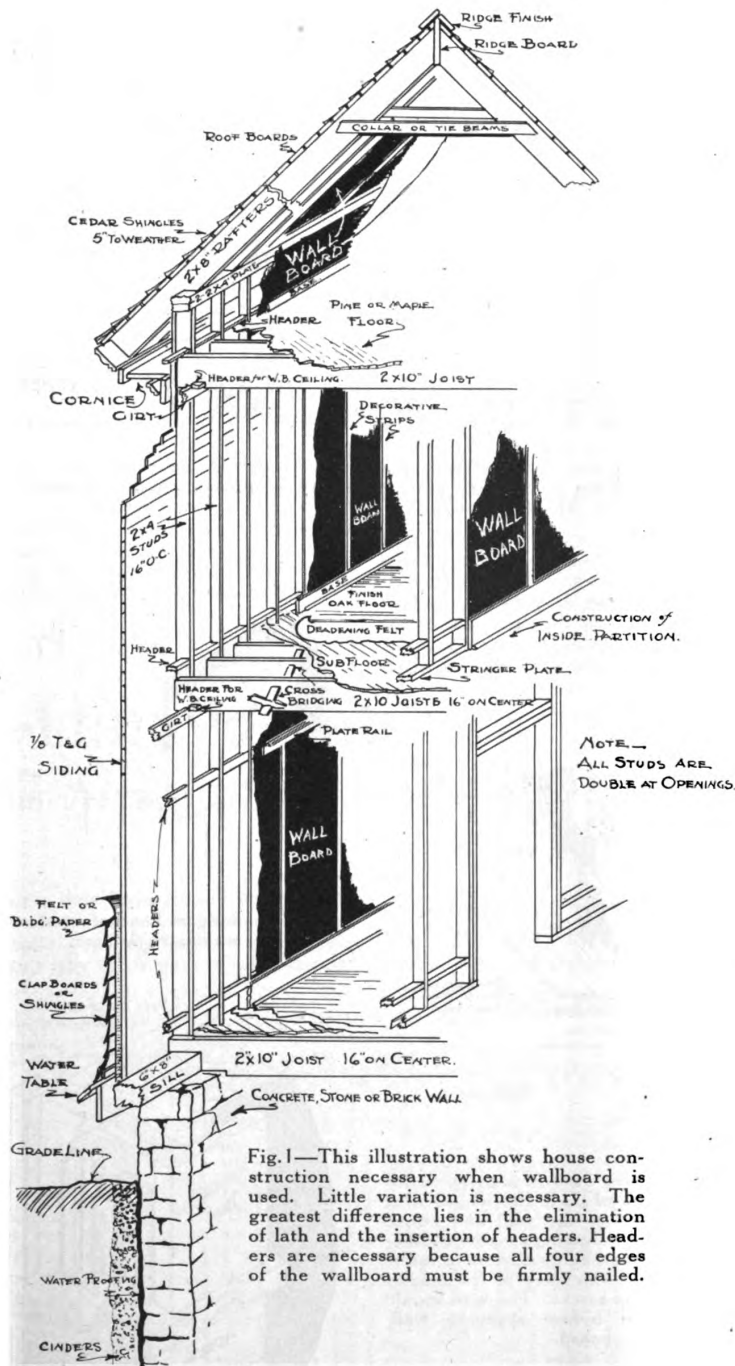 RIDGE FINISH
RIDGE BOARD
COLLAR OR TIE BEAMS
ROOF BOARDS
CEDAR SHINGLES
5" TO WEATHER
2X8" RAFTERS
WALL
BOARD
2-2X4 PLATE
BASE
HEADER
PINE OR MAPLE
FLOOR
HEADER for W.B. CEILING.
2X10" JOIST
CORNICE
GIRT
DECORATIVE
STRIPS
2X4
STUDS
16" O.C.
WALL
BOARD
WALL
BOARD
BASE
FINISH
OAK FLOOR
DEADENING FELT
CONSTRUCTION of
INSIDE PARTITION.
HEADER
SUBFLOOR
STRINGER PLATE
HEADER FOR
W.B. CEILING
CROSS
BRIDGING
2X10 JOISTS 16" ON CENTER
GIRT
PLATE RAIL
7/8 T&G
SIDING
NOTE—
ALL STUDS ARE
DOUBLE AT OPENINGS.
WALL
BOARD
HEADERS
FELT OR
BLDG. PAPER
CLAP BOARDS
OR
SHINGLES
WATER
TABLE
6X8"
SILL
2"X10" JOIST 16" ON CENTER.
CONCRETE, STONE OR BRICK WALL
GRADE LINE
WATER PROOFING
CINDERS
Fig. 1—This illustration shows house con-
struction necessary when wallboard is
used. Little variation is necessary. The
greatest difference lies in the elimination
of lath and the insertion of headers. Head-
ers are necessary because all four edges
of the wallboard must be firmly nailed.